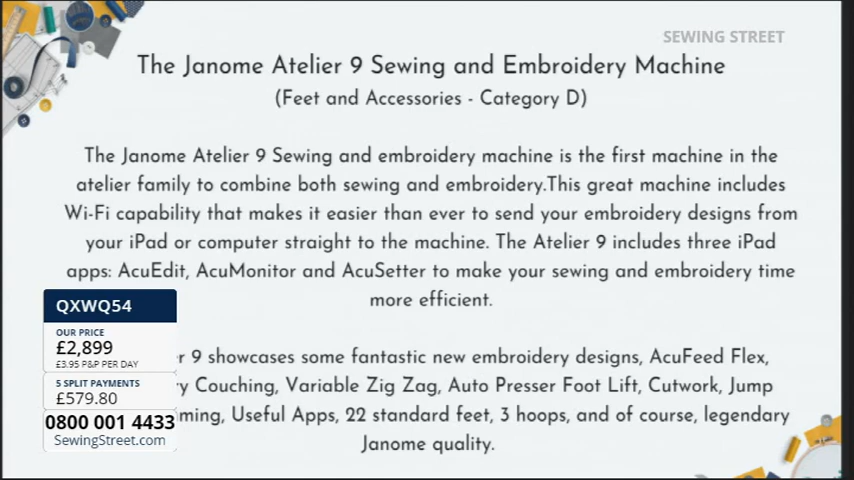 SEWING STREET
The Janome Atelier 9 Sewing and Embroidery Machine
(Feet and Accessories - Category D)
The Janome Atelier 9 Sewing and embroidery machine is the first machine in the
atelier family to combine both sewing and embroidery.This great machine includes
Wi-Fi capability that makes it easier than ever to send your embroidery designs from
your iPad or computer straight to the machine. The Atelier 9 includes three iPad
apps: AcuEdit, AcuMonitor and AcuSetter to make your sewing and embroidery time
more efficient.
9 showcases some fantastic new embroidery designs, AcuFeed Flex,
Couching, Variable Zig Zag, Auto Presser Foot Lift, Cutwork, Jump
Useful Apps, 22 standard feet, 3 hoops, and of course, legendary
Janome quality.
QXWQ54
OUR PRICE
£2,899
£3.95 P&P PER DAY
5 SPLIT PAYMENTS
£579.80
0800 001 4433
SewingStreet.com